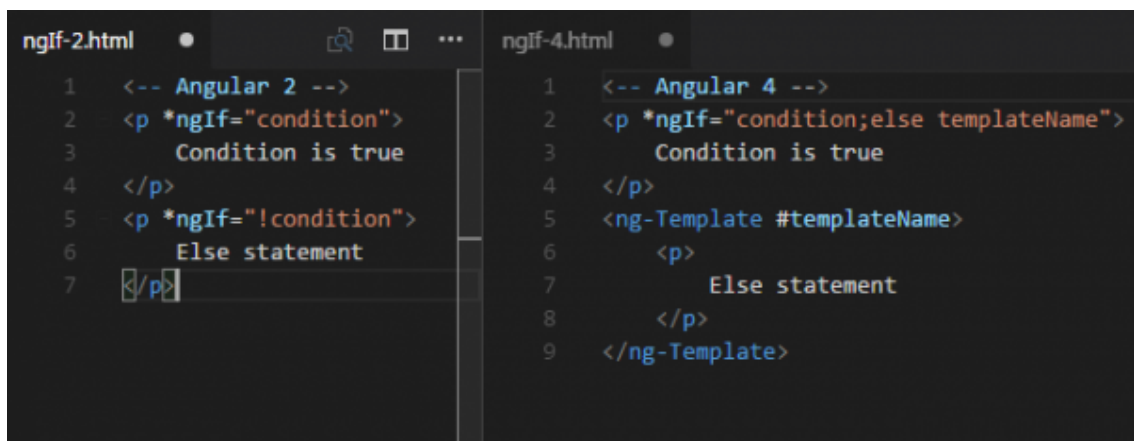 ngIf-2.html
1 <-- Angular 2 -->
2 <p *ngIf="condition">
3 Condition is true
4 </p>
5 <p *ngIf="!condition">
6 Else statement
7 </p>
ngIf-4.html
1 <-- Angular 4 -->
2 <p *ngIf="condition;else templateName">
3 Condition is true
4 </p>
5 <ng-Template #templateName>
6 <p>
7 Else statement
8 </p>
9 </ng-Template>